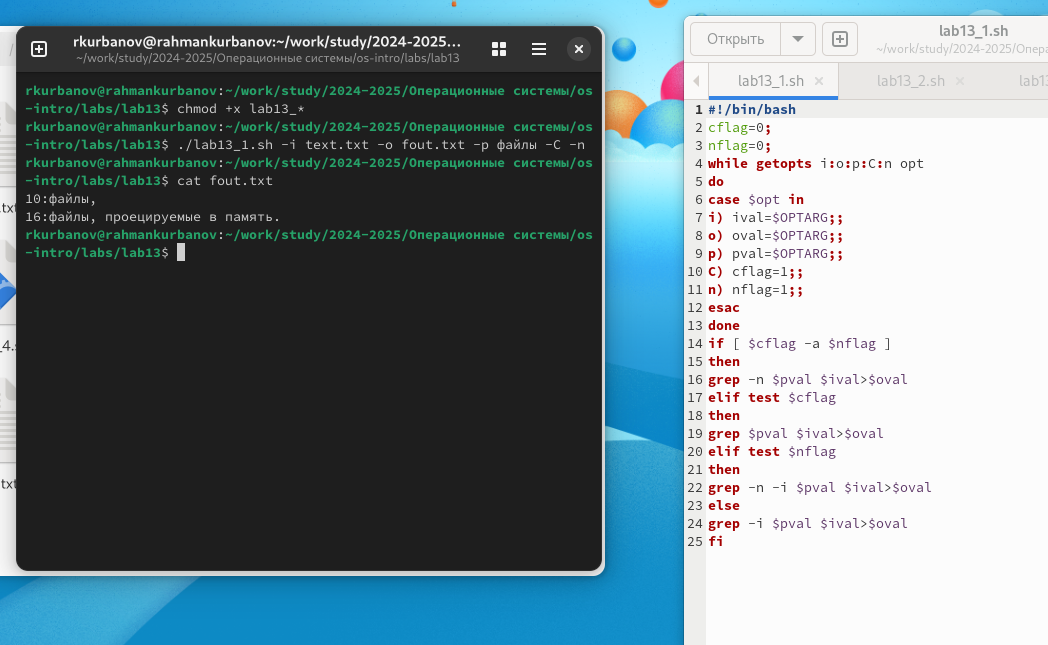 rkurbanov@rahmankurbanov:~/work/study/2024-2025...
~/work/study/2024-2025/Операционные системы/os-intro/labs/lab13
rkurbanov@rahmankurbanov:~/work/study/2024-2025/Операционные системы/os
-intro/labs/lab13$ chmod +x lab13_*
rkurbanov@rahmankurbanov:~/work/study/2024-2025/Операционные системы/os
-intro/labs/lab13$ ./lab13_1.sh -i text.txt -o fout.txt -p файлы -C -n
rkurbanov@rahmankurbanov:~/work/study/2024-2025/Операционные системы/os
-intro/labs/lab13$ cat fout.txt
10:файлы,
16:файлы, проецируемые в память.
rkurbanov@rahmankurbanov:~/work/study/2024-2025/Операционные системы/os
-intro/labs/lab13$
.txt
_4.s
txt
Открыть
lab13_1.sh
~/work/study/2024-2025/Опера
lab13_1.sh × lab13_2.sh × lab13
1 #!/bin/bash
2 cflag=0;
3 nflag=0;
4 while getopts i:o:p:C:n opt
5 do
6 case $opt in
7 i) ival=$OPTARG;;
8 o) oval=$OPTARG;;
9 p) pval=$OPTARG;;
10 C) cflag=1;;
11 n) nflag=1;;
12 esac
13 done
14 if [ $cflag -a $nflag ]
15 then
16 grep -n $pval $ival>$oval
17 elif test $cflag
18 then
19 grep $pval $ival>$oval
20 elif test $nflag
21 then
22 grep -n -i $pval $ival>$oval
23 else
24 grep -i $pval $ival>$oval
25 fi